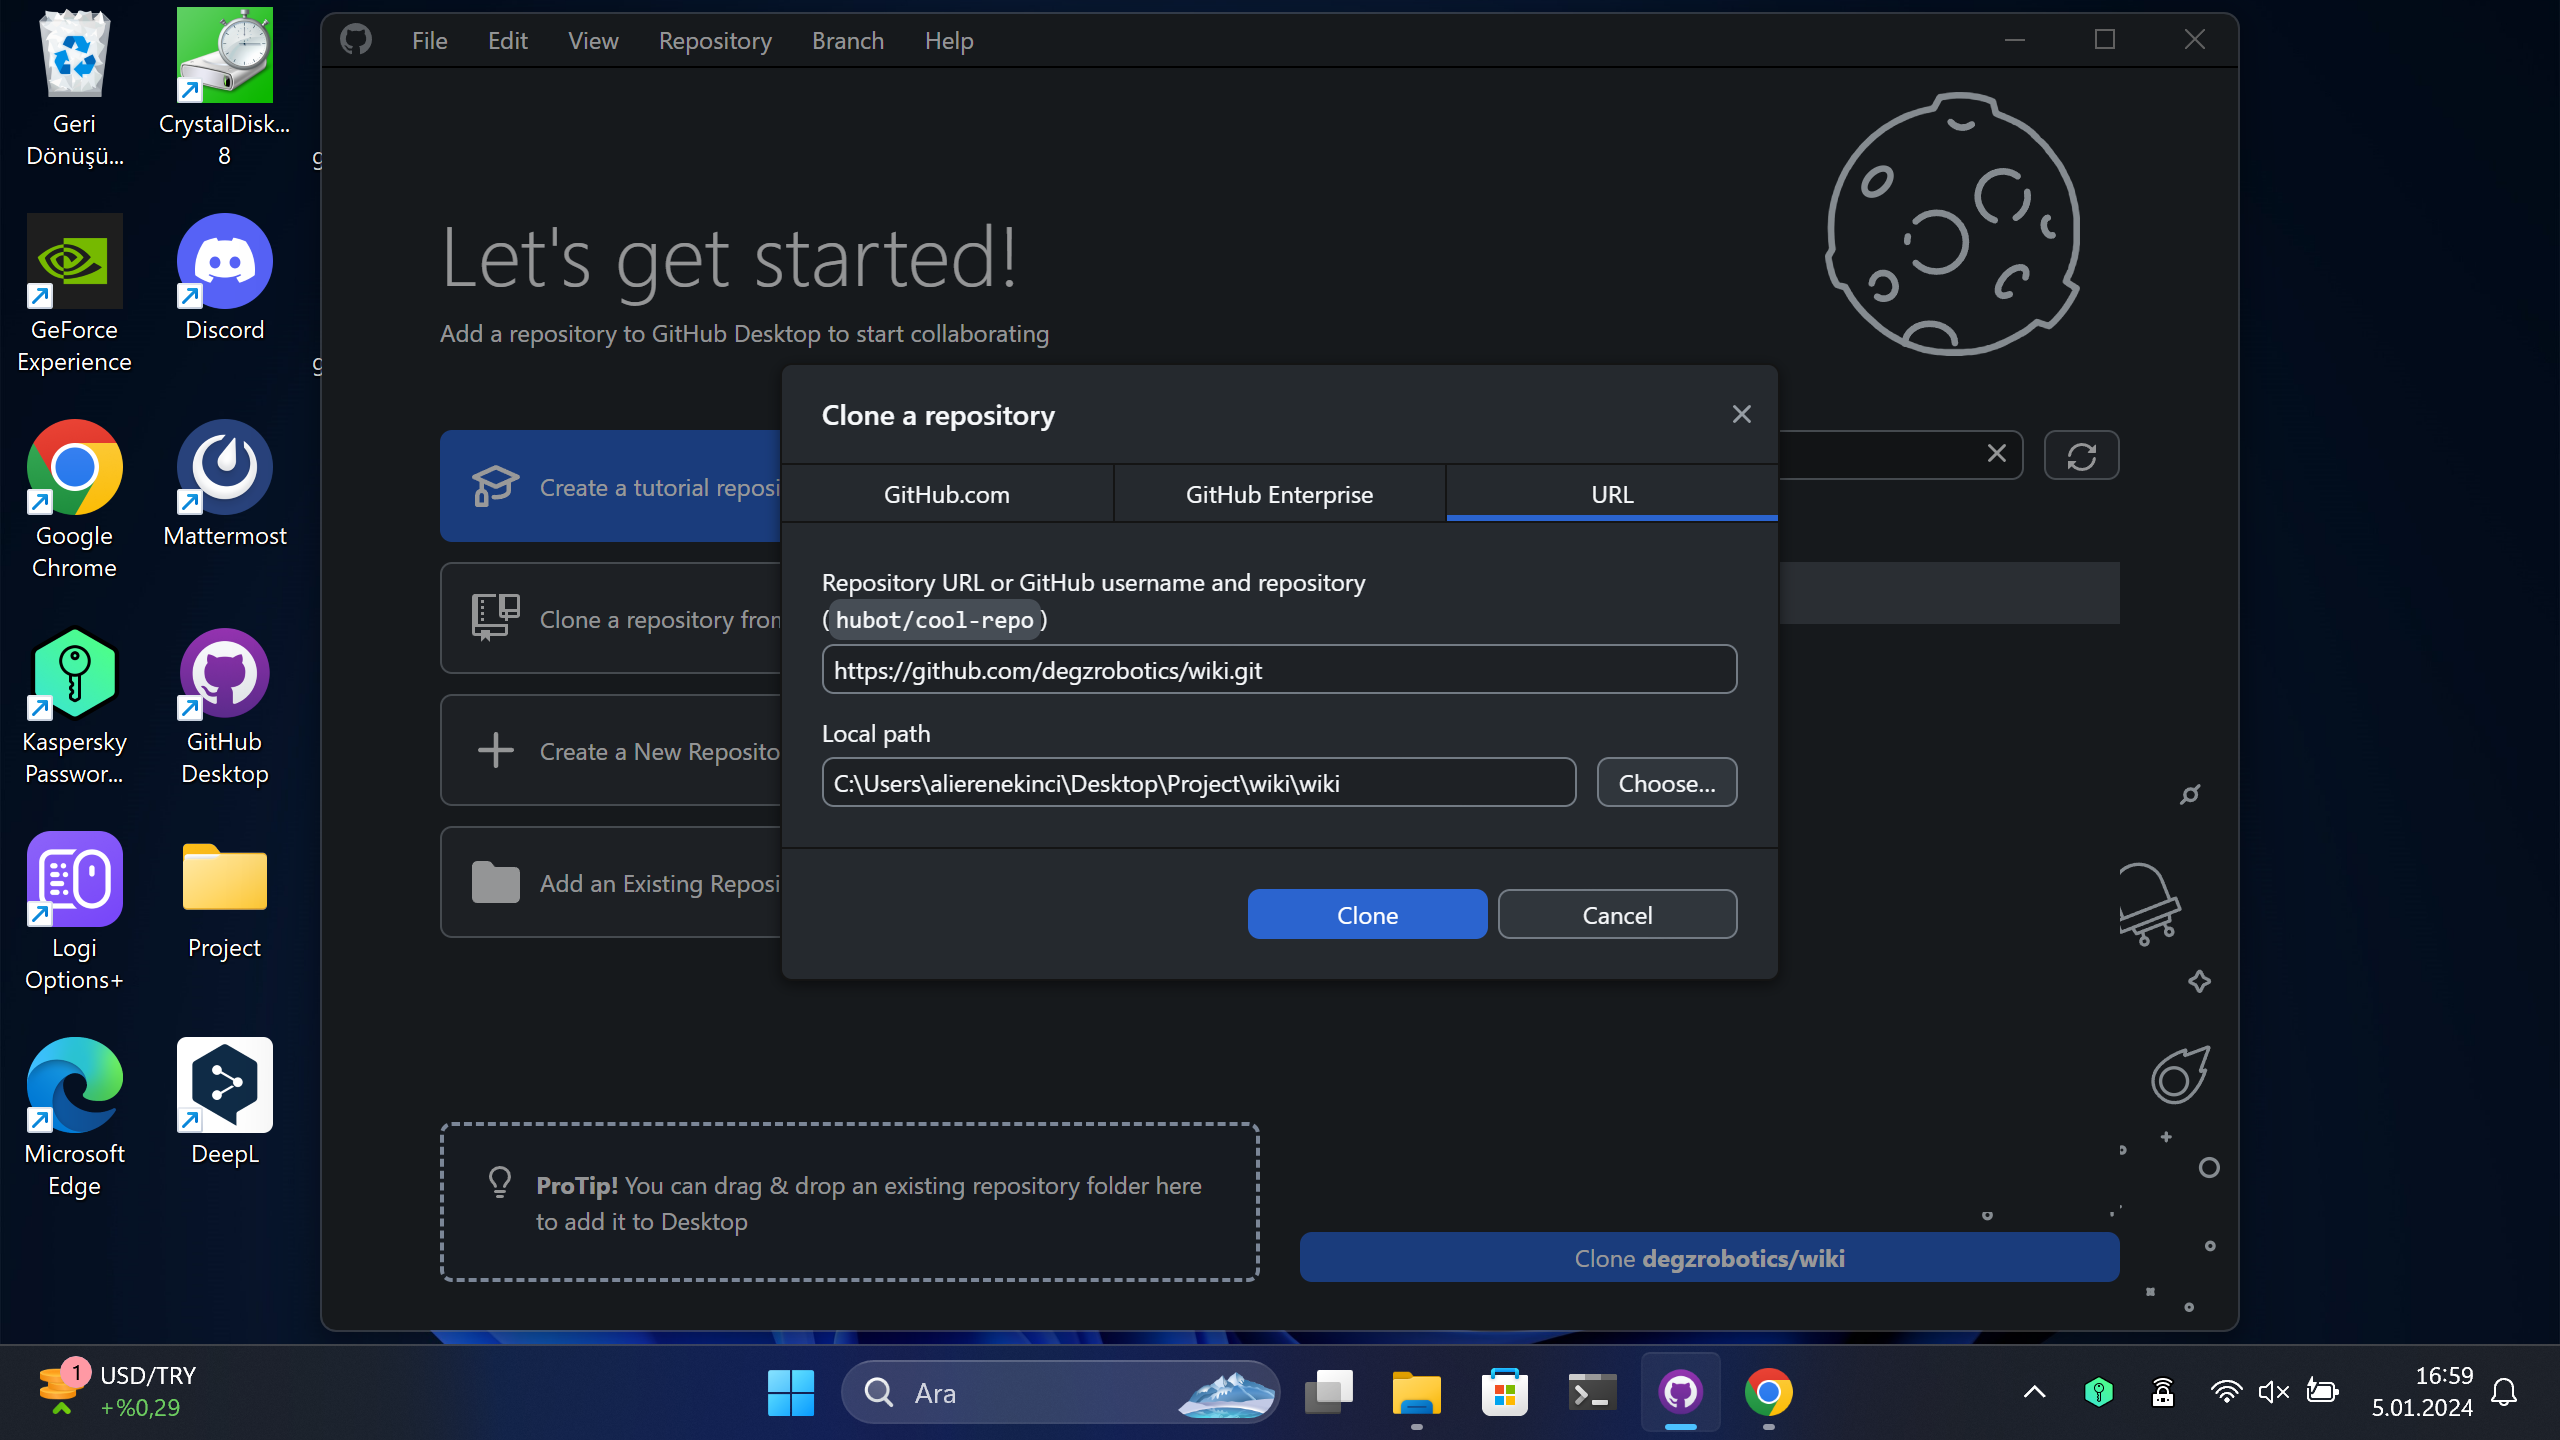 Geri
Dönüşü...
CrystalDisk...
8
GeForce
Experience
Discord
Google
Chrome
Mattermost
Kaspersky
Passwor...
GitHub
Desktop
Logi
Options+
Project
Microsoft
Edge
DeepL
g
g
File Edit View Repository Branch Help
Let's get started!
Add a repository to GitHub Desktop to start collaborating
Create a tutorial reposi
Clone a repository from
Create a New Reposito
Add an Existing Reposi
Clone a repository
GitHub.com GitHub Enterprise URL
Repository URL or GitHub username and repository
(hubot/cool-repo)
https://github.com/degzrobotics/wiki.git
Local path
C:\Users\alierenekinci\Desktop\Project\wiki\wiki
Choose...
Clone Cancel
ProTip! You can drag & drop an existing repository folder here
to add it to Desktop
Clone degzrobotics/wiki
1
USD/TRY
+%0,29
Ara
16:59
5.01.2024